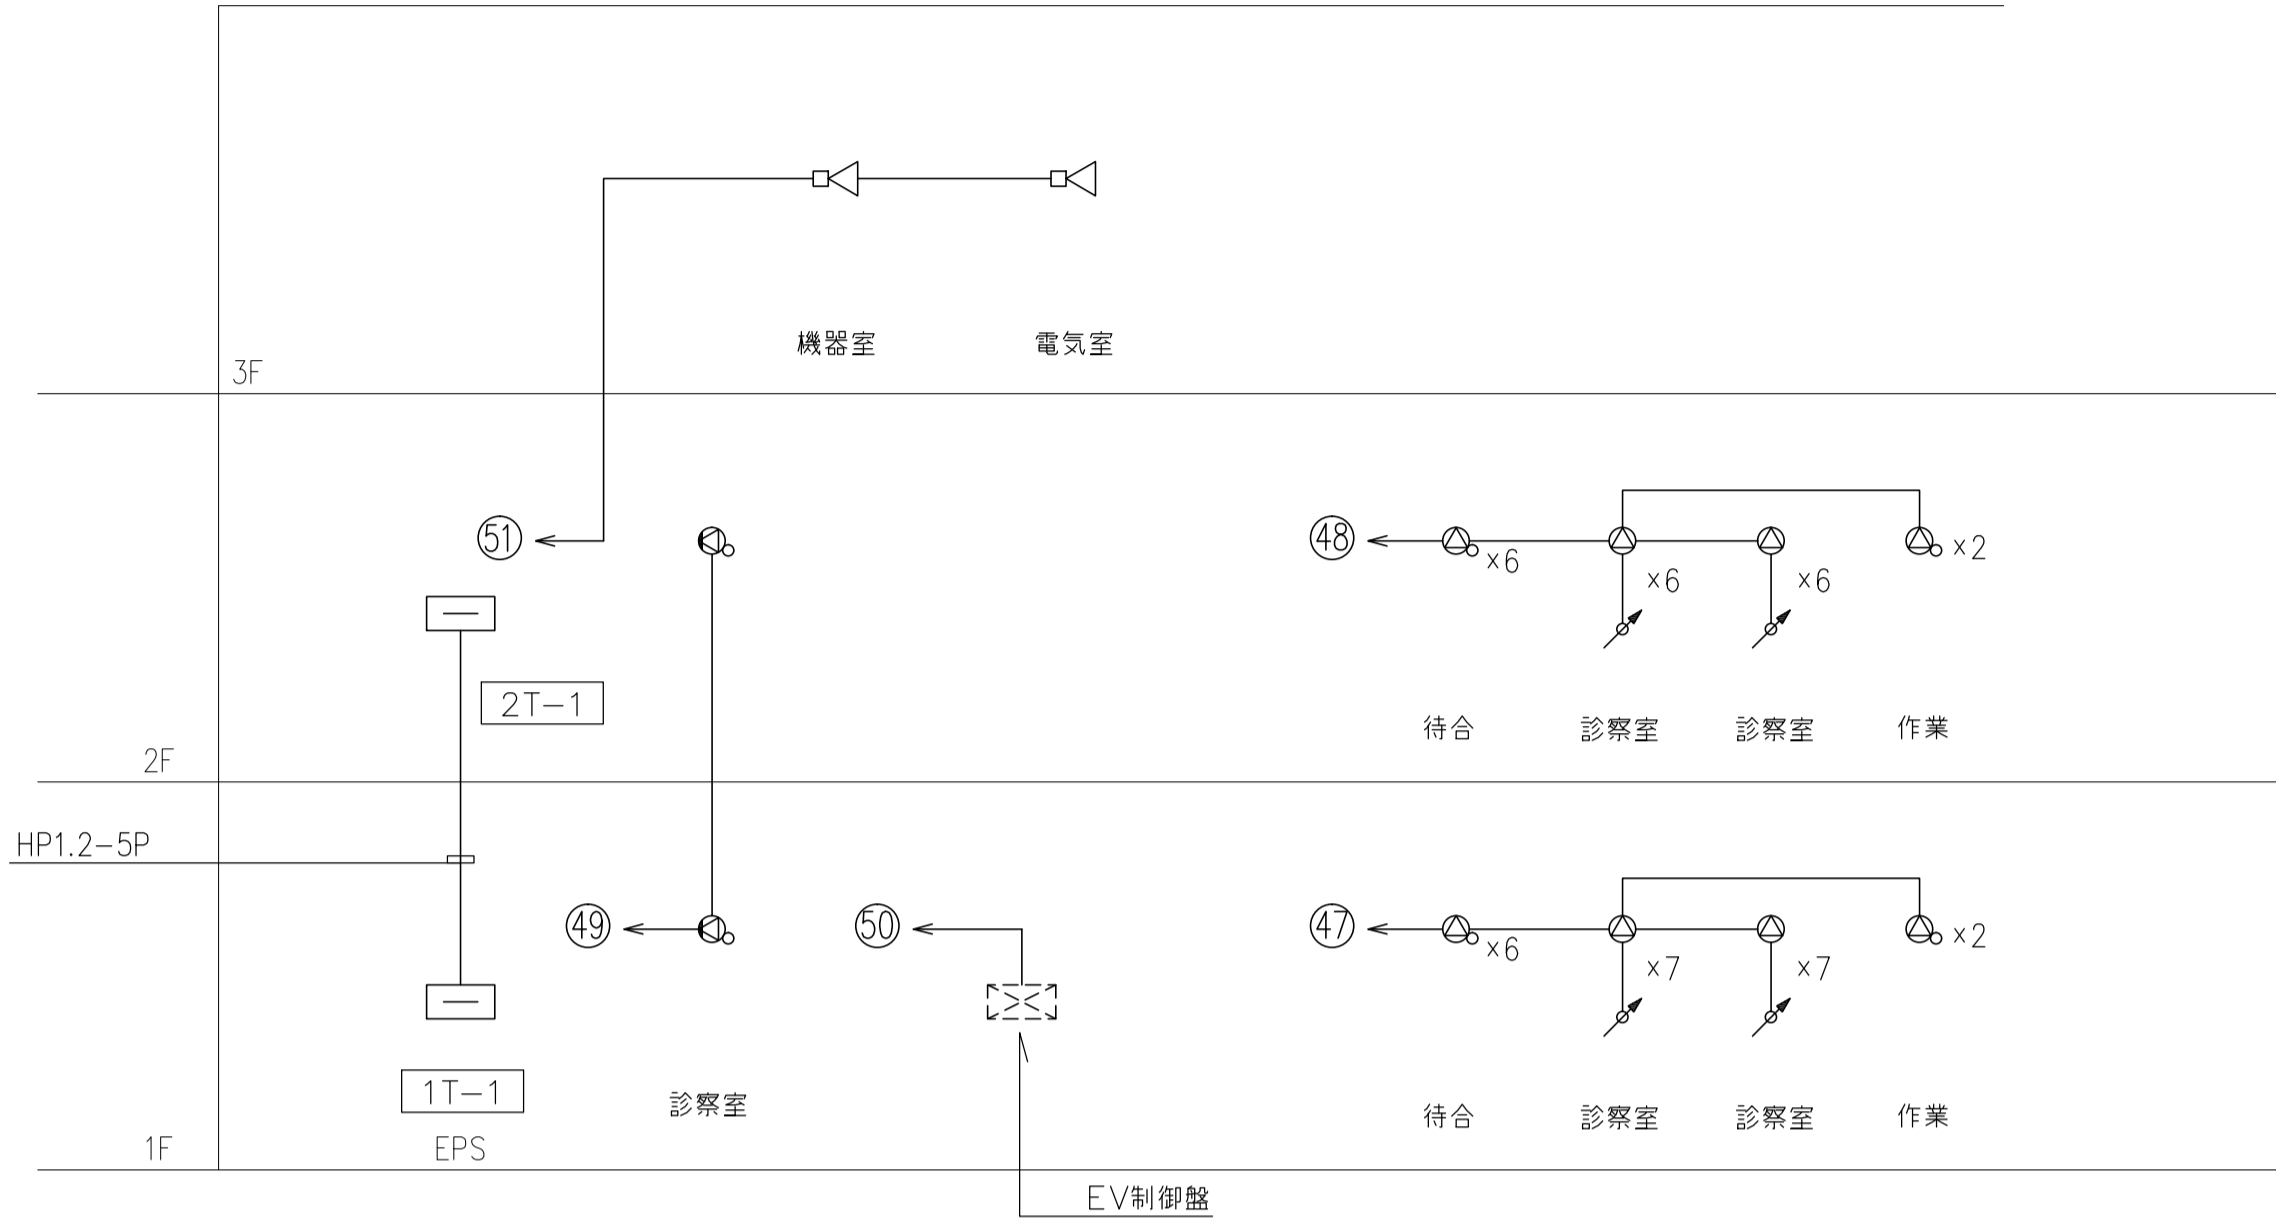 機器室
電気室
3F
51
48
×6
×6
×6
×2
2T-1
待合
診察室
診察室
作業
2F
HP1.2-5P
49
50
47
×6
×7
×7
×2
1T-1
診察室
待合
診察室
診察室
作業
1F
EPS
EV制御盤